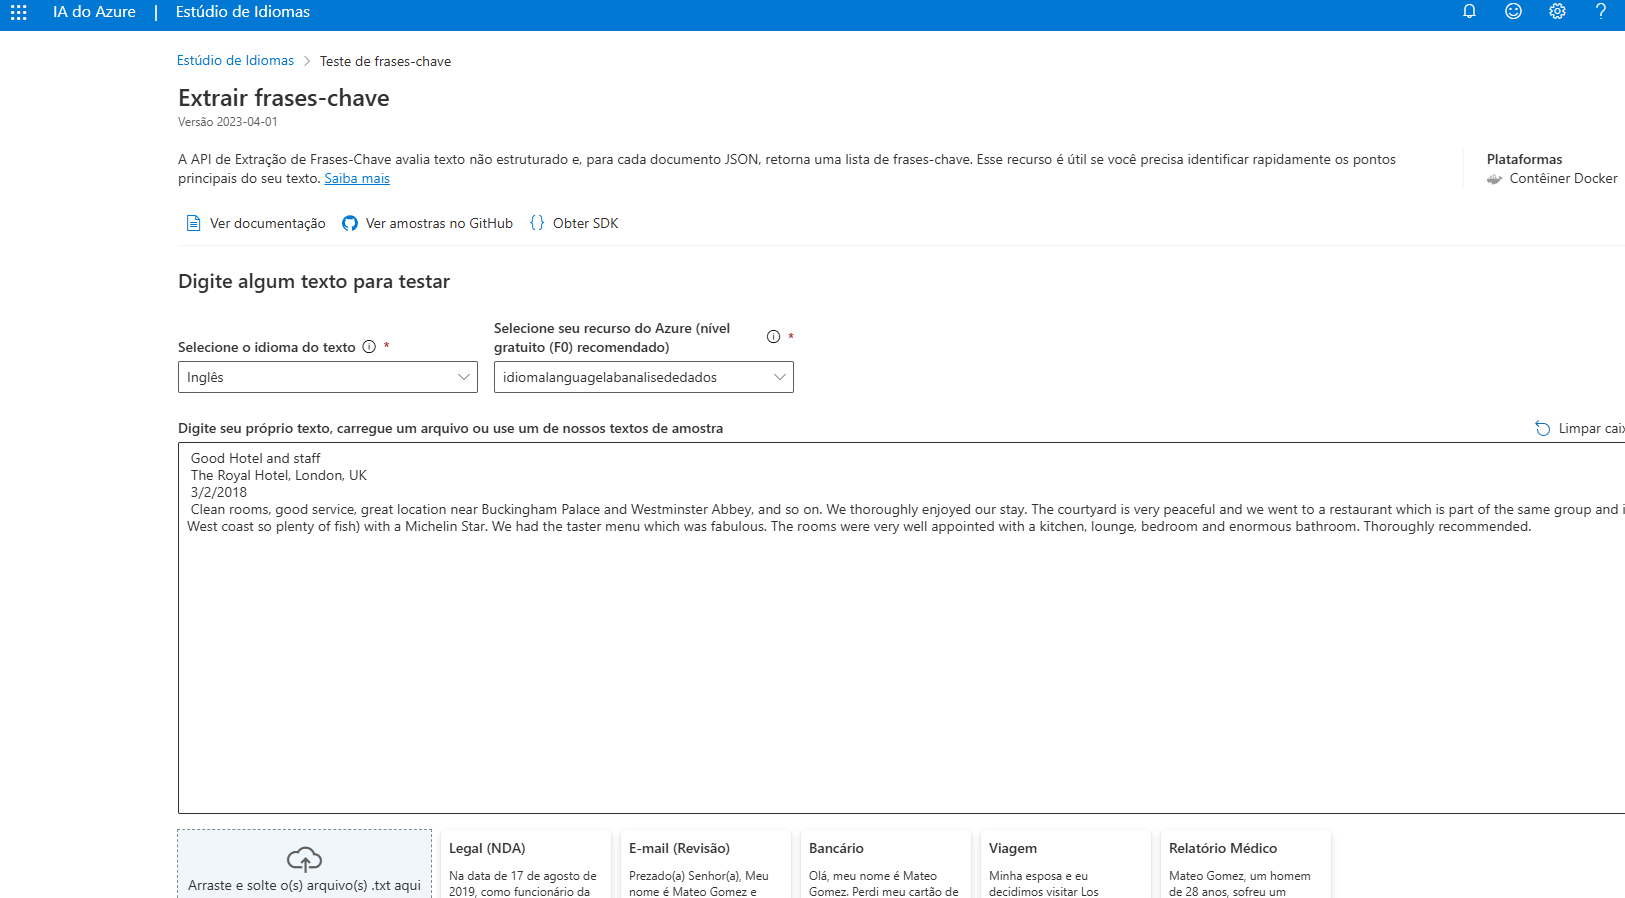 IA do Azure | Estúdio de Idiomas
Estúdio de Idiomas > Teste de frases-chave
Extrair frases-chave
Versão 2023-04-01
A API de Extração de Frases-Chave avalia texto não estruturado e, para cada documento JSON, retorna uma lista de frases-chave. Esse recurso é útil se você precisa identificar rapidamente os pontos
principais do seu texto. Saiba mais
Plataformas
Contêiner Docker
Ver documentação
Ver amostras no GitHub
{ } Obter SDK
Digite algum texto para testar
Selecione o idioma do texto *
Inglês
Selecione seu recurso do Azure (nível
gratuito (F0) recomendado) *
idiomalanguagelabanalisededados
Digite seu próprio texto, carregue um arquivo ou use um de nossos textos de amostra
Limpar caix
Good Hotel and staff
The Royal Hotel, London, UK
3/2/2018
Clean rooms, good service, great location near Buckingham Palace and Westminster Abbey, and so on. We thoroughly enjoyed our stay. The courtyard is very peaceful and we went to a restaurant which is part of the same group and i
West coast so plenty of fish) with a Michelin Star. We had the taster menu which was fabulous. The rooms were very well appointed with a kitchen, lounge, bedroom and enormous bathroom. Thoroughly recommended.
Arraste e solte o(s) arquivo(s) .txt aqui
Legal (NDA)
Na data de 17 de agosto de
2019, como funcionário da
E-mail (Revisão)
Prezado(a) Senhor(a), Meu
nome é Mateo Gomez e
Bancário
Olá, meu nome é Mateo
Gomez. Perdi meu cartão de
Viagem
Minha esposa e eu
decidimos visitar Los
Relatório Médico
Mateo Gomez, um homem
de 28 anos, sofreu um